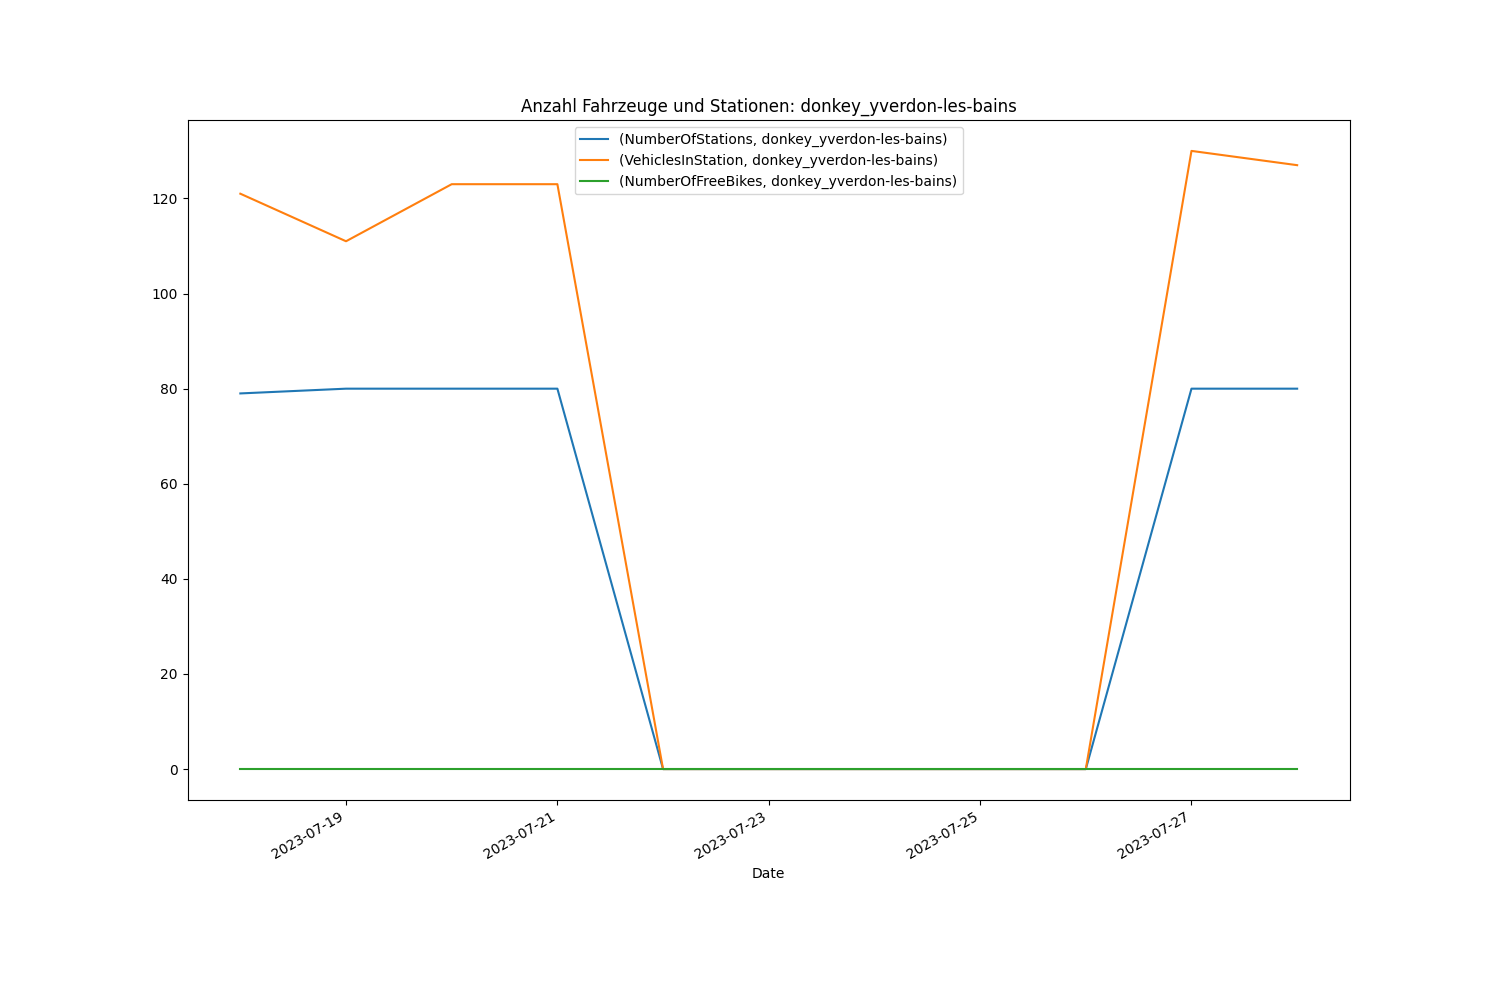 Anzahl Fahrzeuge und Stationen: donkey_yverdon-les-bains
(NumberOfStations, donkey_yverdon-les-bains)
(VehiclesInStation, donkey_yverdon-les-bains)
(NumberOfFreeBikes, donkey_yverdon-les-bains)
120
100
80
60
40
20
0
2023-07-19
2023-07-21
2023-07-23
2023-07-25
2023-07-27
Date